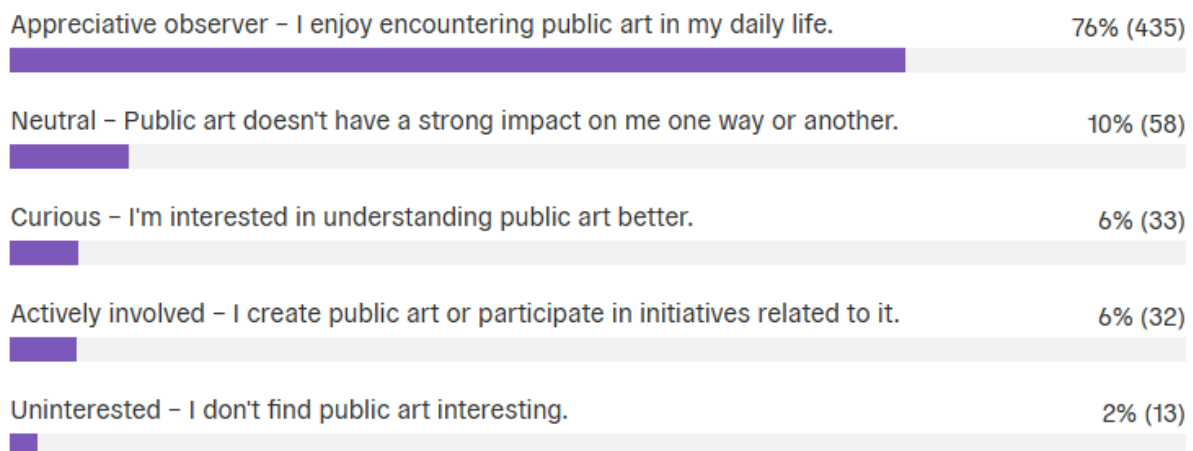 Appreciative observer – I enjoy encountering public art in my daily life. 76% (435)
Neutral – Public art doesn't have a strong impact on me one way or another. 10% (58)
Curious – I'm interested in understanding public art better. 6% (33)
Actively involved – I create public art or participate in initiatives related to it. 6% (32)
Uninterested – I don't find public art interesting. 2% (13)